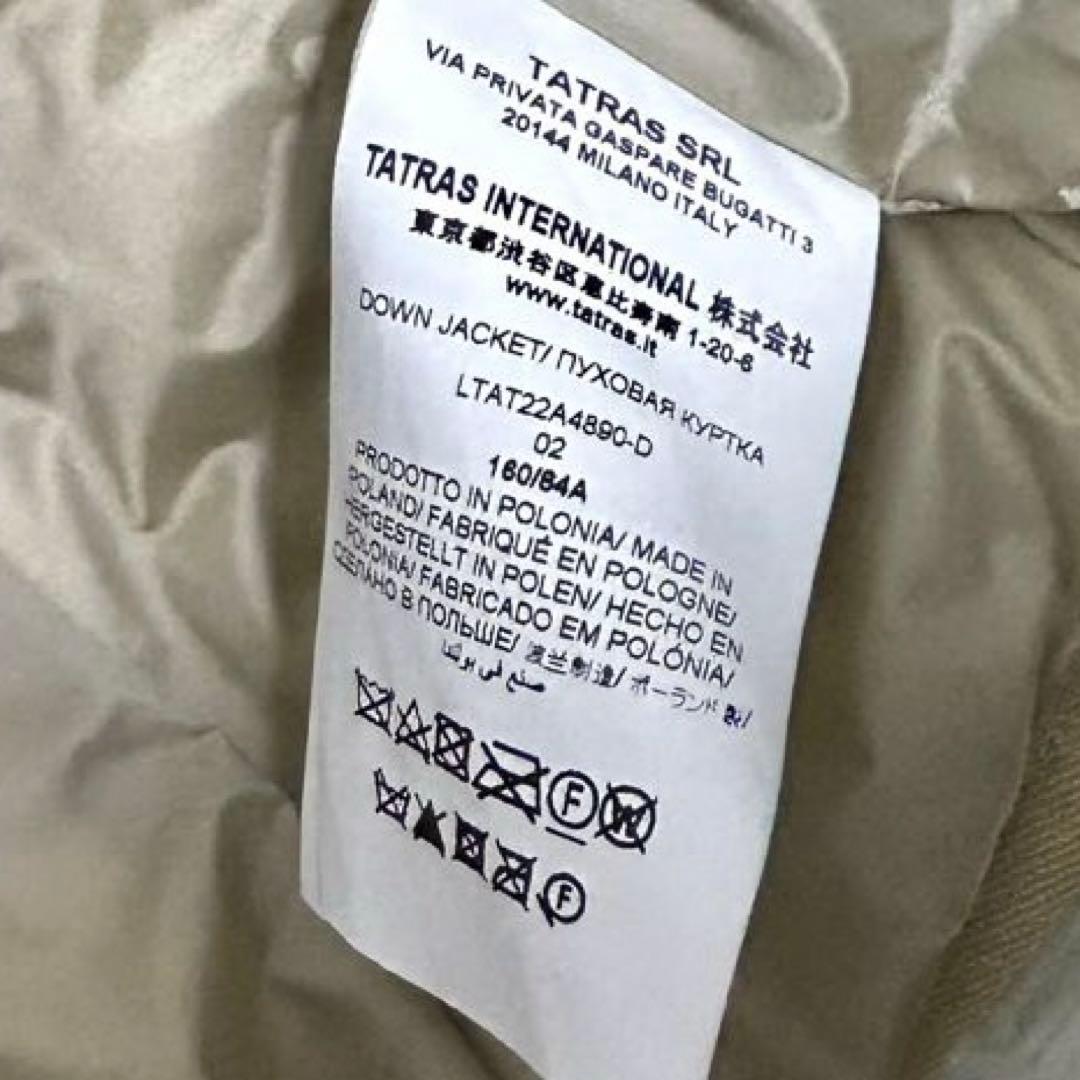 TATRAS SRL
VIA PRIVATA GASPARE BUGATTI 3
20144 MILANO ITALY
TATRAS INTERNATIONAL 株式会社
東京都渋谷区恵比寿南 1-20-6
www.tatras.it
DOWN JACKET/ ПУХОВАЯ КУРТКА
LTAT22A4890-D
02
160/84A
PRODOTTO IN POLONIA/ MADE IN
POLAND/ FABRIQUÉ EN POLOGNE/
HERGESTELLT IN POLEN/ HECHO EN
POLONIA/ FABRICADO EM POLÓNIA/
СДЕЛАНО В ПОЛЬШЕ/ 波兰制造/ ポーランド製/
صنع في بولندا
F W
F